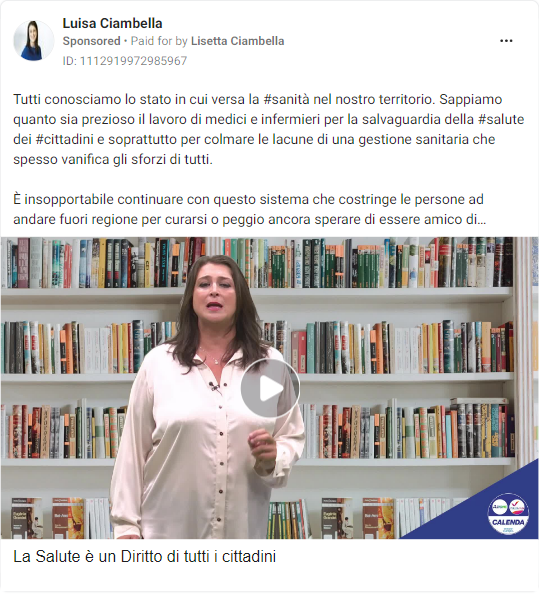 Luisa Ciambella
Sponsored • Paid for by Lisetta Ciambella
ID: 1112919972985967
Tutti conosciamo lo stato in cui versa la #sanità nel nostro territorio. Sappiamo
quanto sia prezioso il lavoro di medici e infermieri per la salvaguardia della #salute
dei #cittadini e soprattutto per colmare le lacune di una gestione sanitaria che
spesso vanifica gli sforzi di tutti.
È insopportabile continuare con questo sistema che costringe le persone ad
andare fuori regione per curarsi o peggio ancora sperare di essere amico di...
CALENDA
La Salute è un Diritto di tutti i cittadini